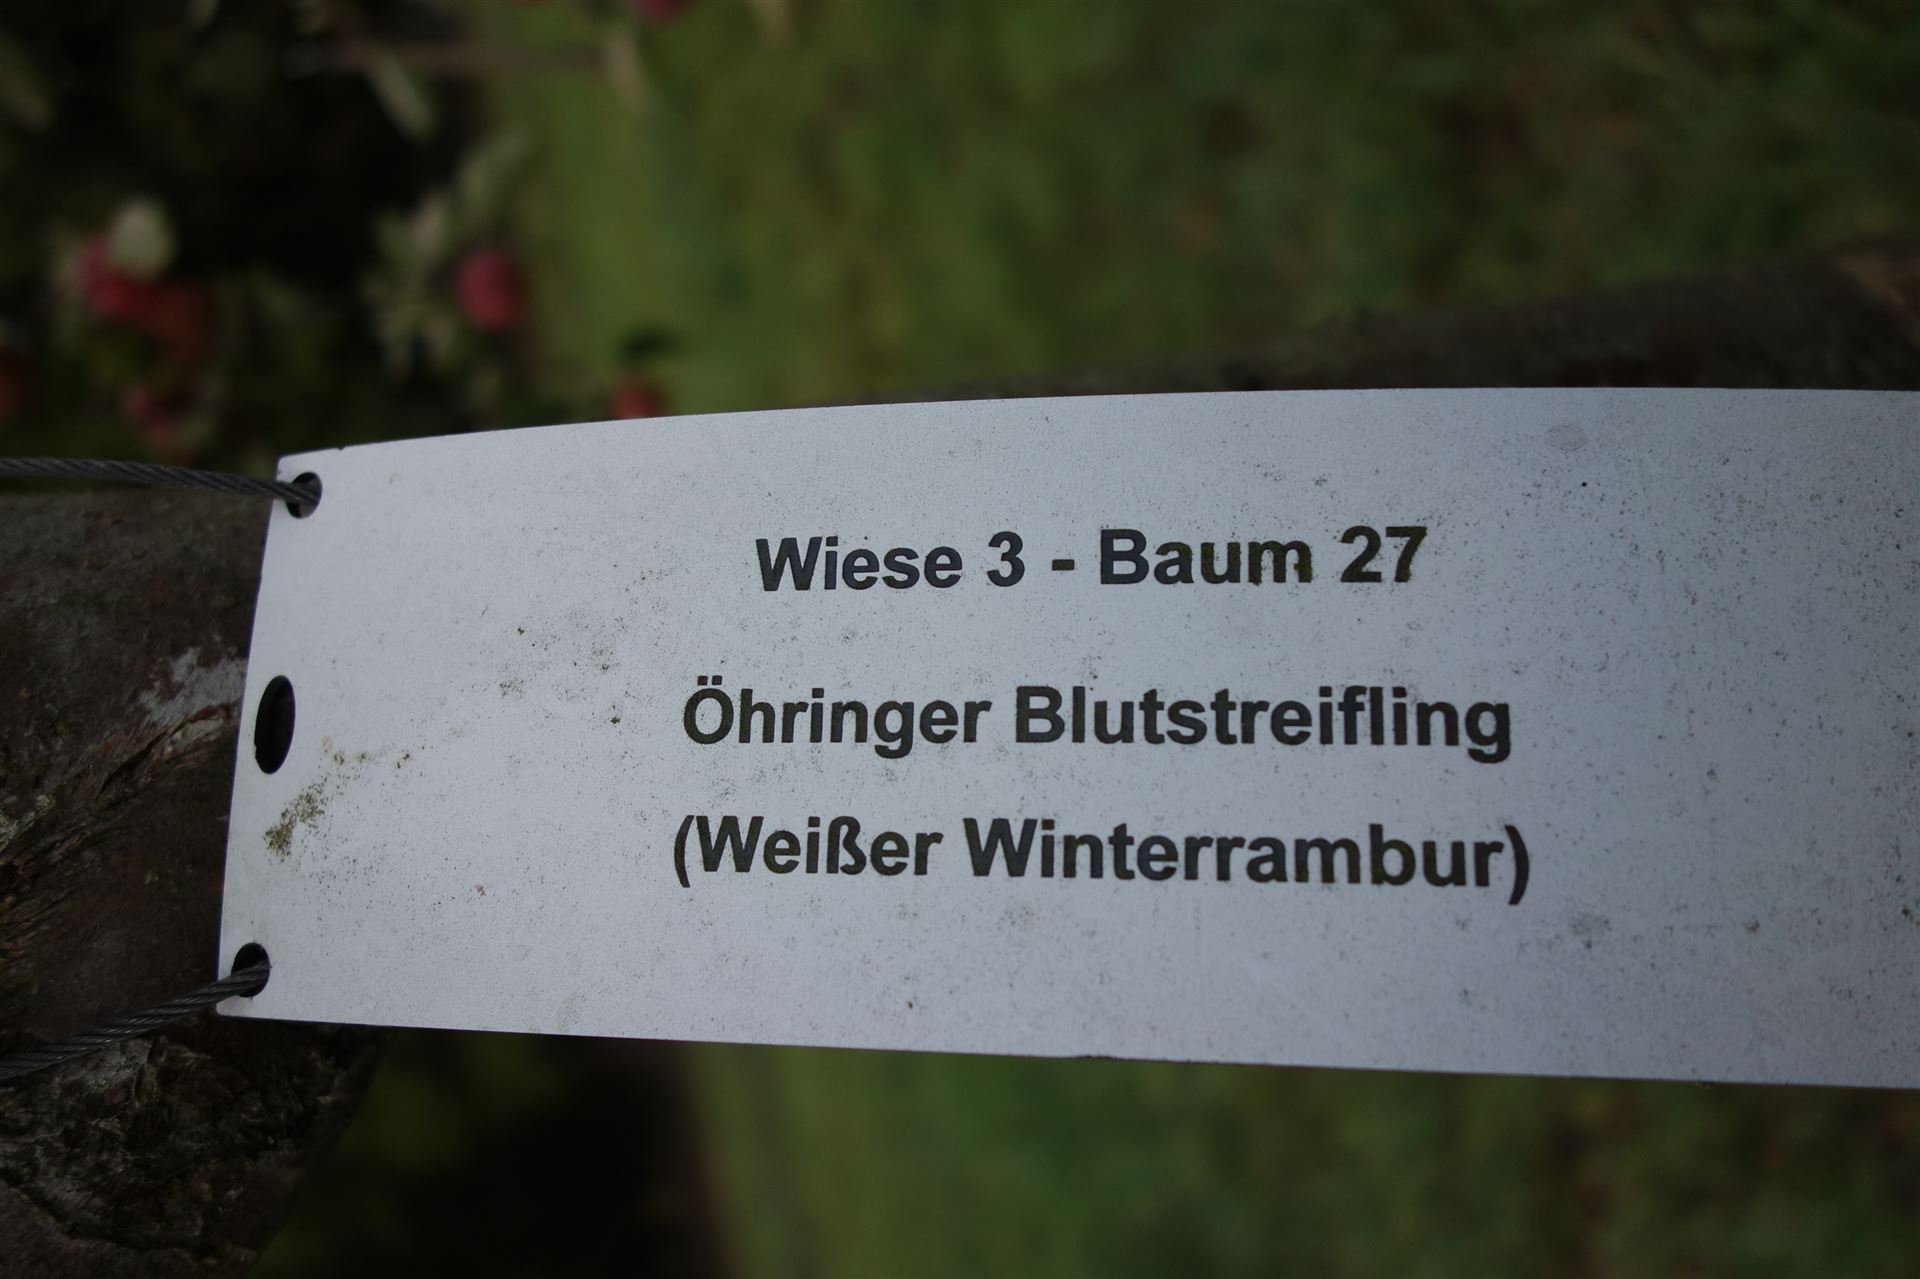 Wiese 3 - Baum 27
Öhringer Blutstreifling
(Weißer Winterrambur)